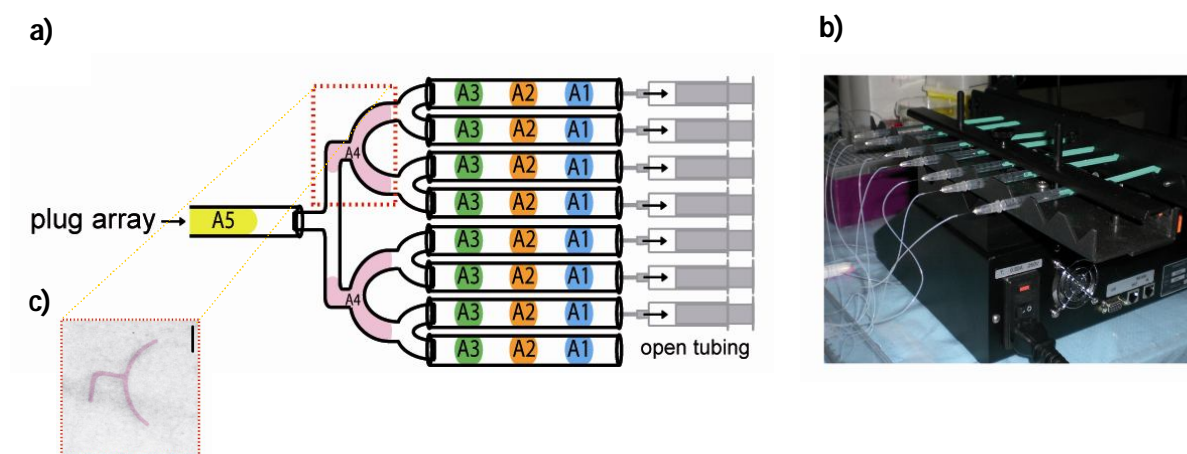 a)
b)
A3 A2 A1
A3 A2 A1
A4
A3 A2 A1
A3 A2 A1
plug array
A5
A3 A2 A1
A3 A2 A1
A4
A3 A2 A1
A3 A2 A1
open tubing
c)